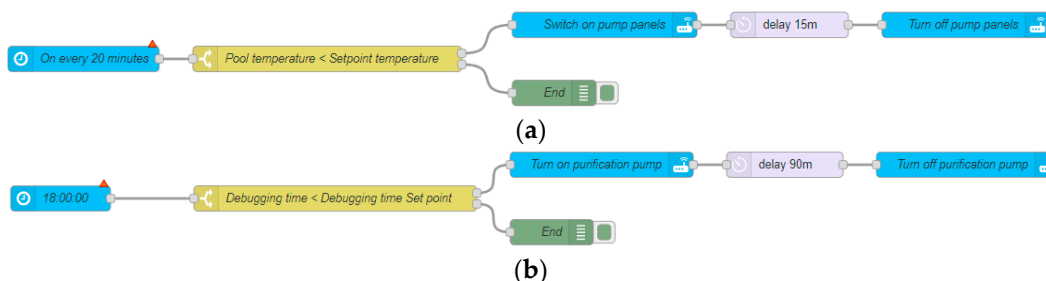 Switch on pump panels
delay 15m
Turn off pump panels
On every 20 minutes
Pool temperature < Setpoint temperature
End
(a)
Turn on purification pump
delay 90m
Turn off purification pump
18:00:00
Debugging time < Debugging time Set point
End
(b)